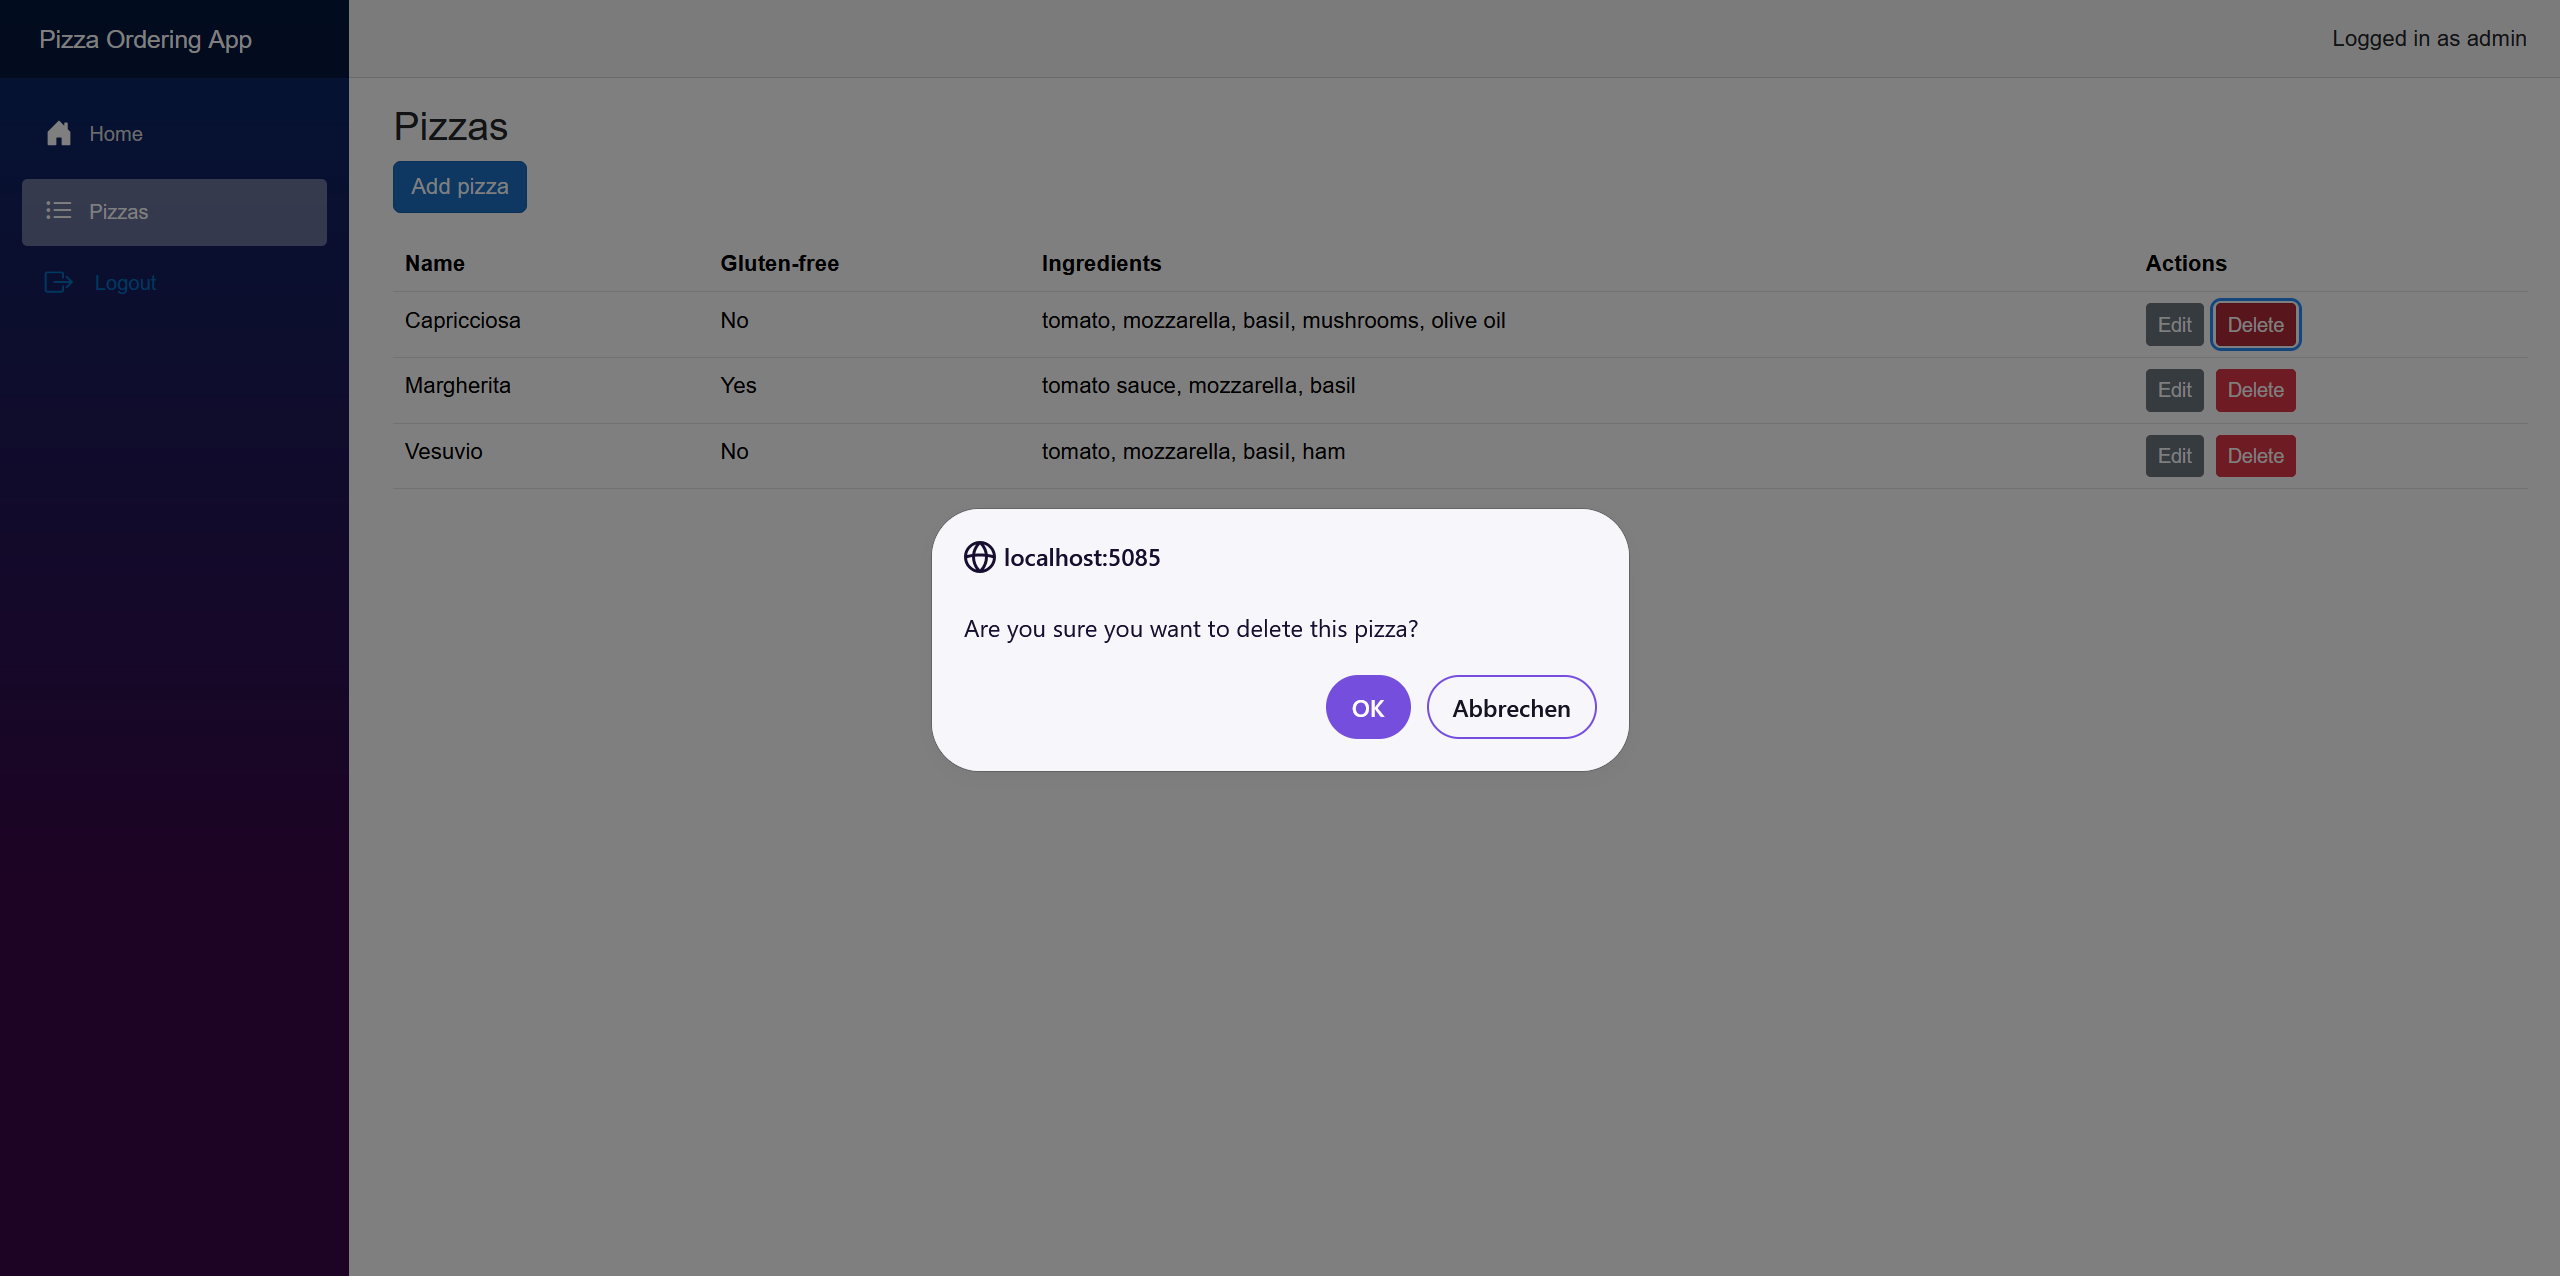 Pizza Ordering App
Logged in as admin
Home
Pizzas
Logout
Pizzas
Add pizza
Name Gluten-free Ingredients Actions
Capricciosa No tomato, mozzarella, basil, mushrooms, olive oil Edit Delete
Margherita Yes tomato sauce, mozzarella, basil Edit Delete
Vesuvio No tomato, mozzarella, basil, ham Edit Delete
localhost:5085
Are you sure you want to delete this pizza?
OK Abbrechen